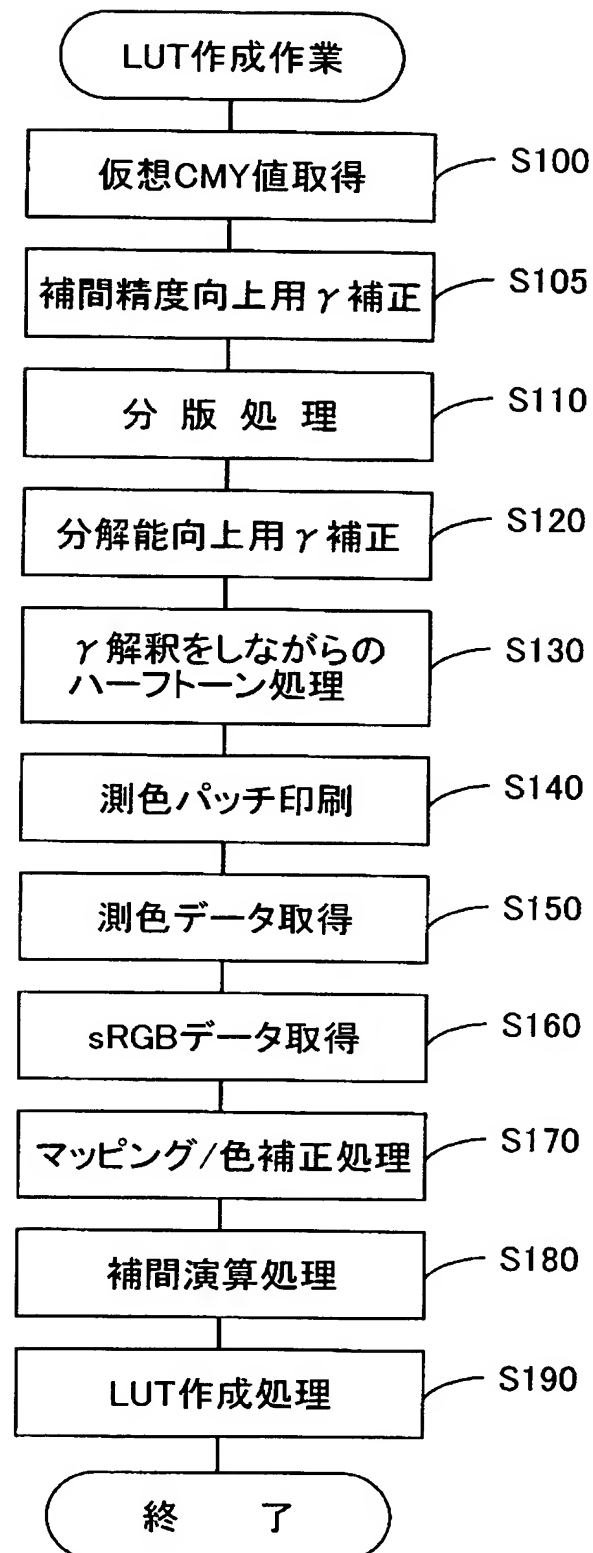 LUT作成作業
仮想CMY値取得
S100
補間精度向上用γ補正
S105
分版処理
S110
分解能向上用γ補正
S120
γ解釈をしながらの
ハーフトーン処理
S130
測色パッチ印刷
S140
測色データ取得
S150
sRGBデータ取得
S160
マッピング/色補正処理
S170
補間演算処理
S180
LUT作成処理
S190
終了